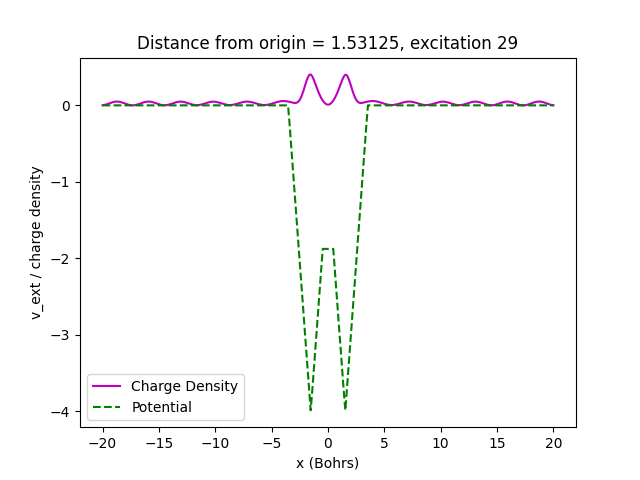 Distance from origin = 1.53125, excitation 29
v_ext / charge density
0
−1
−2
−3
−4
Charge Density
Potential
−20 −15 −10 −5 0 5 10 15 20
x (Bohrs)